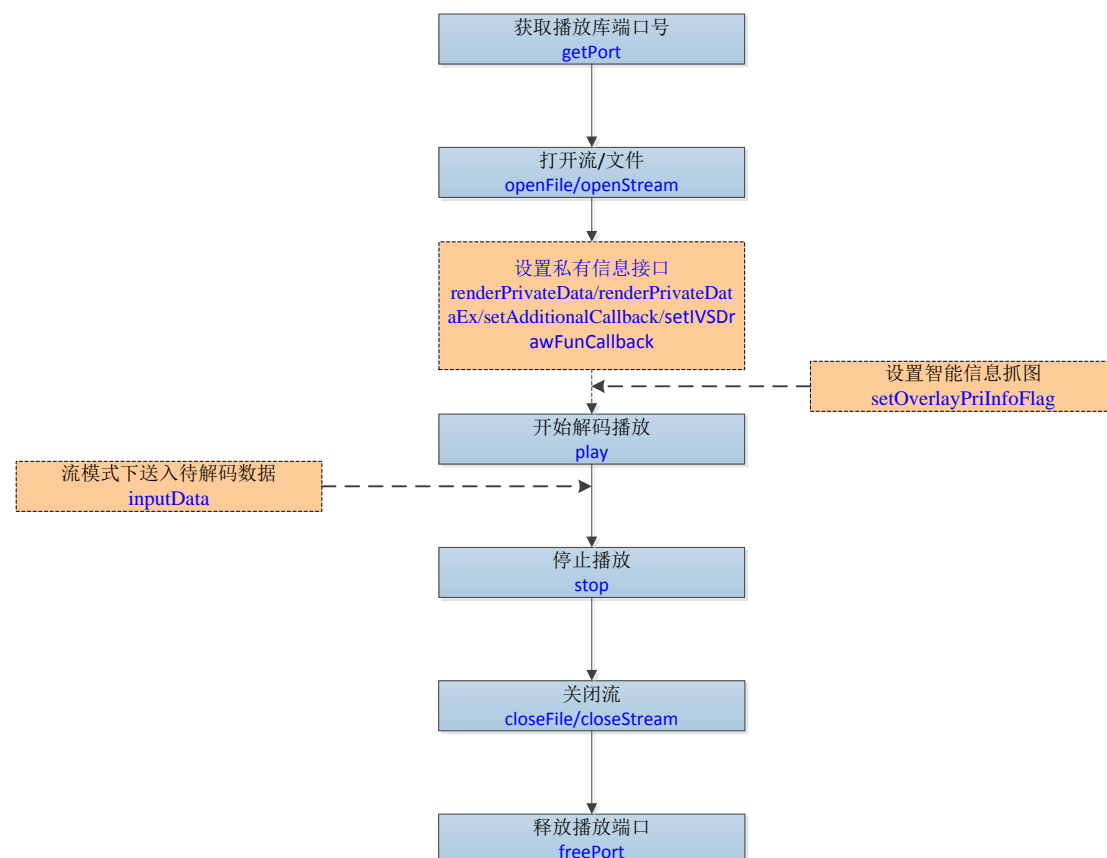 获取播放库端口号
getPort
打开流/文件
openFile/openStream
设置私有信息接口
renderPrivateData/renderPrivateDat
aEx/setAdditionalCallback/setIVSDr
awFunCallback
设置智能信息抓图
setOverlayPriInfoFlag
开始解码播放
play
流模式下送入待解码数据
inputData
停止播放
stop
关闭流
closeFile/closeStream
释放播放端口
freePort